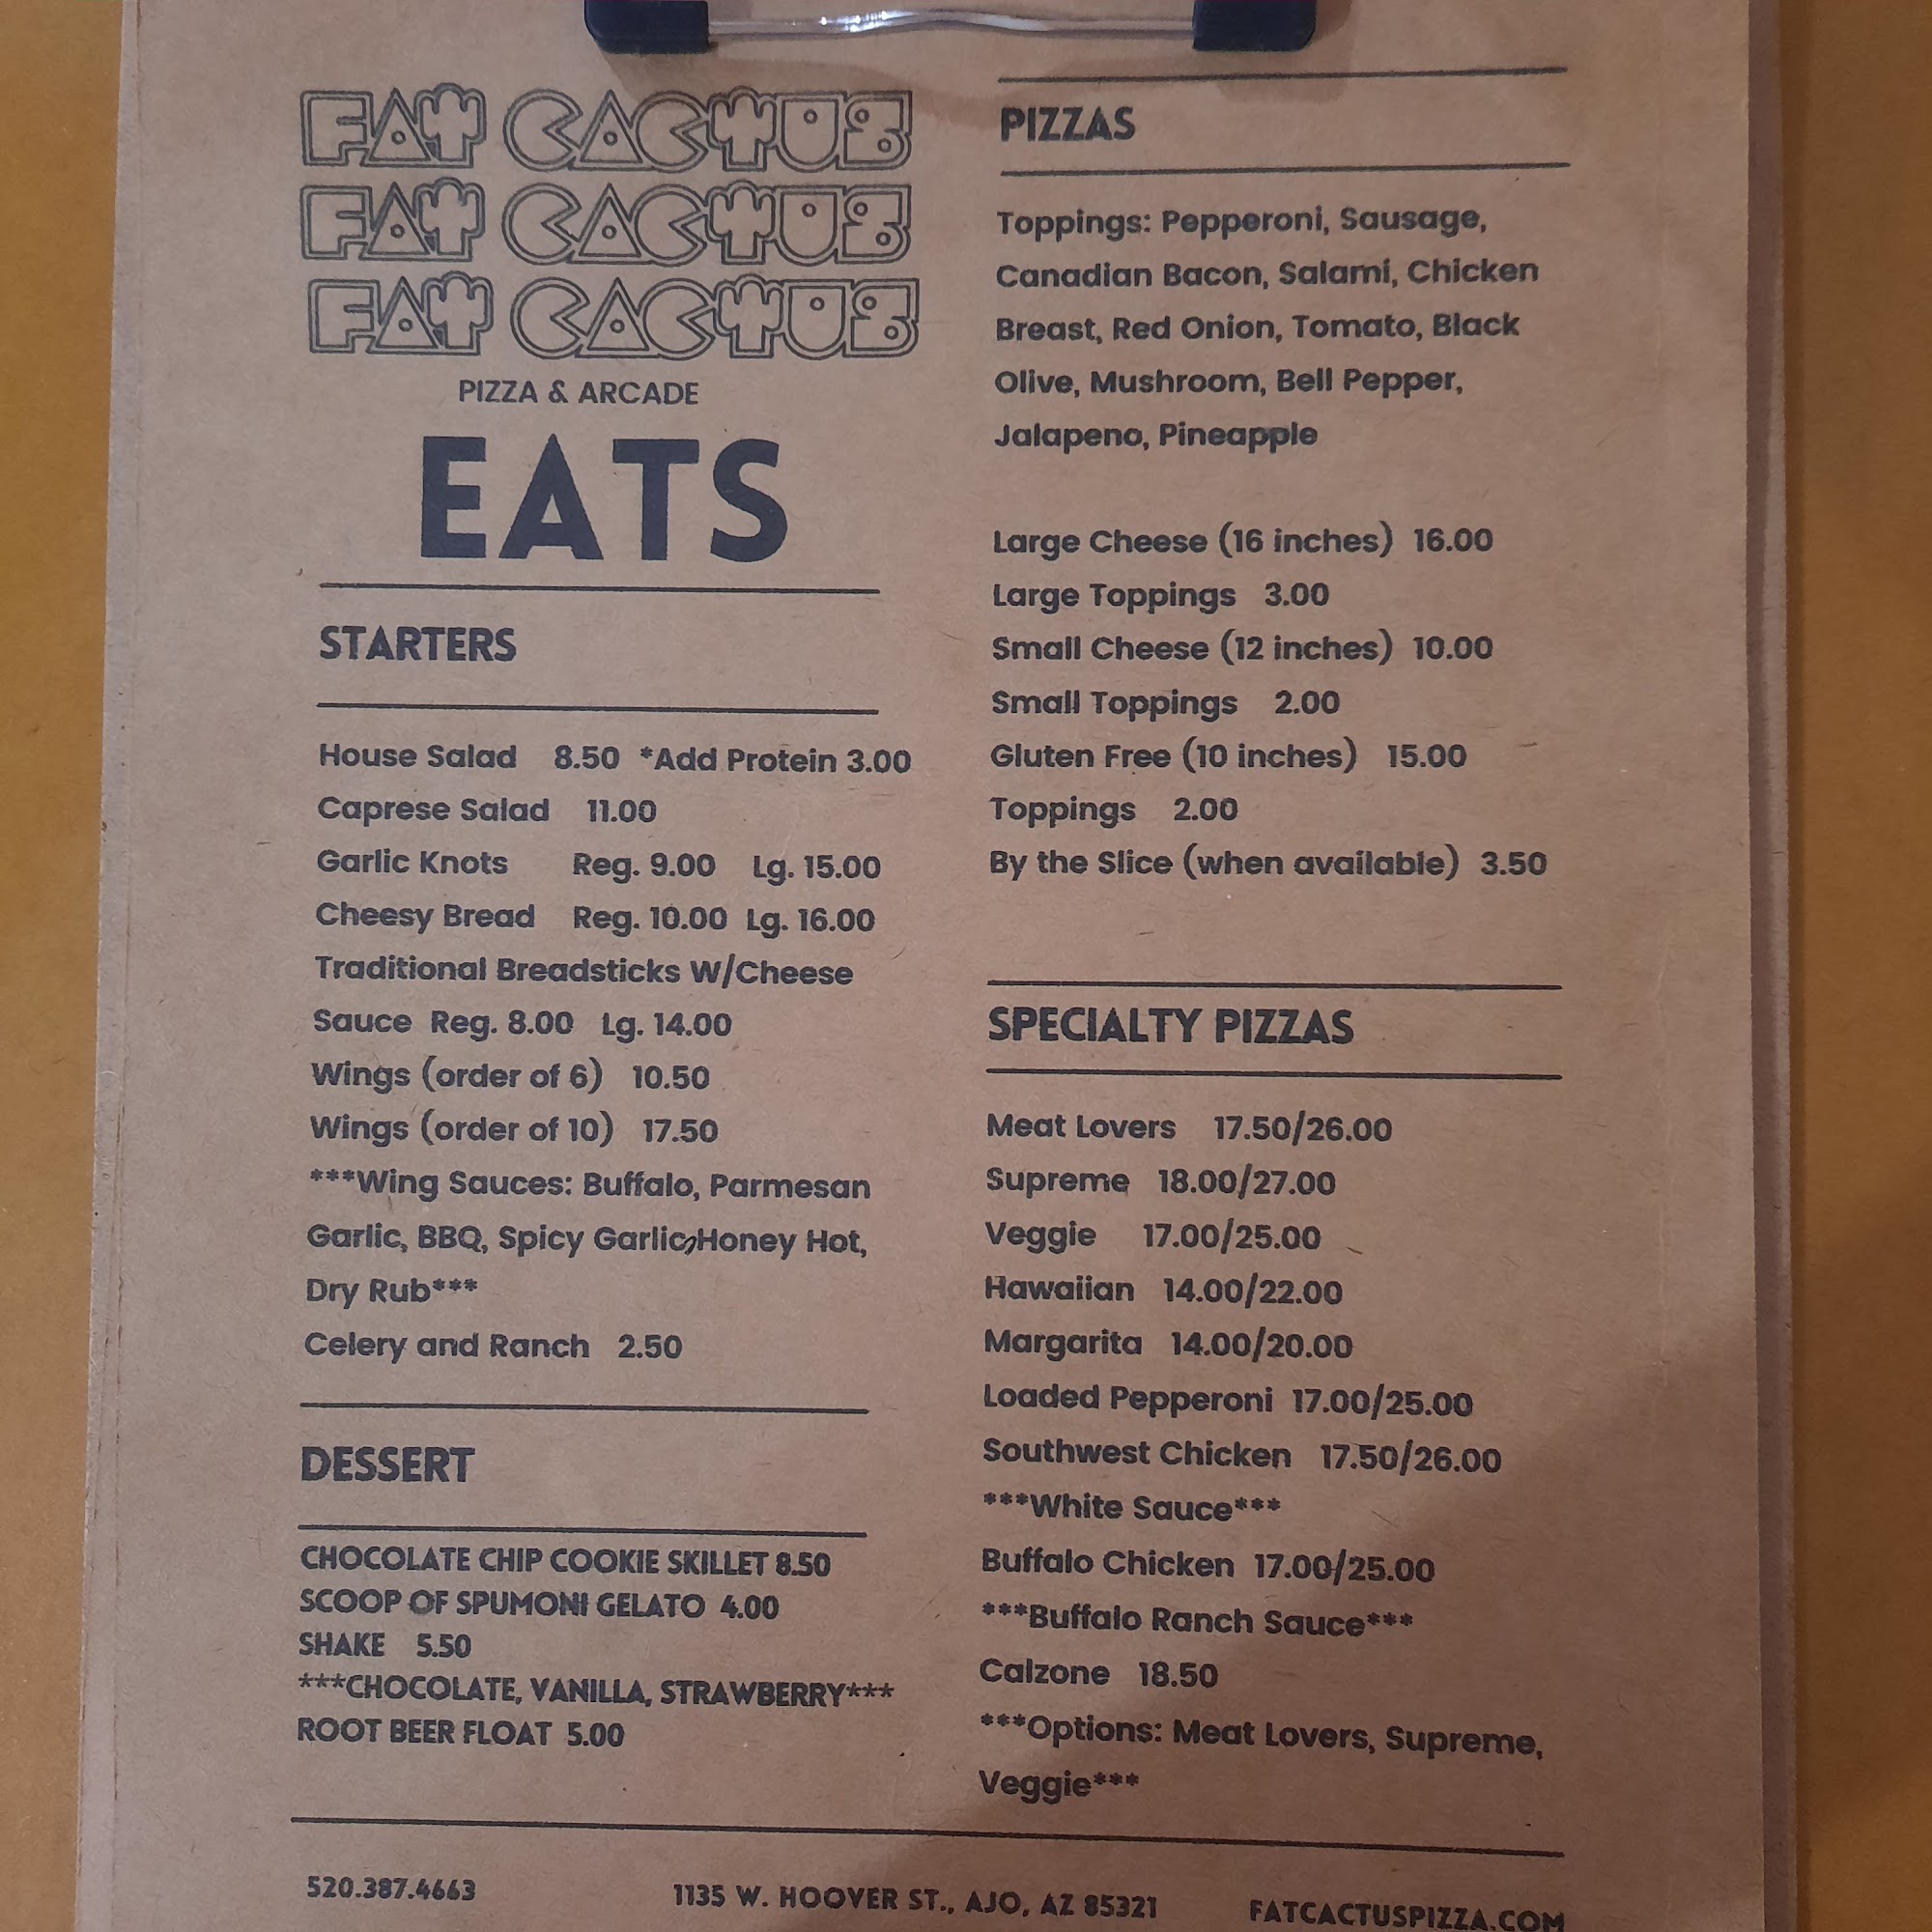 FAT CACTUS
FAT CACTUS
FAT CACTUS
PIZZA & ARCADE
EATS
STARTERS
House Salad 8.50 *Add Protein 3.00
Caprese Salad 11.00
Garlic Knots Reg. 9.00 Lg. 15.00
Cheesy Bread Reg. 10.00 Lg. 16.00
Traditional Breadsticks W/Cheese
Sauce Reg. 8.00 Lg. 14.00
Wings (order of 6) 10.50
Wings (order of 10) 17.50
***Wing Sauces: Buffalo, Parmesan
Garlic, BBQ, Spicy Garlic,Honey Hot,
Dry Rub***
Celery and Ranch 2.50
DESSERT
CHOCOLATE CHIP COOKIE SKILLET 8.50
SCOOP OF SPUMONI GELATO 4.00
SHAKE 5.50
***CHOCOLATE, VANILLA, STRAWBERRY***
ROOT BEER FLOAT 5.00
PIZZAS
Toppings: Pepperoni, Sausage,
Canadian Bacon, Salami, Chicken
Breast, Red Onion, Tomato, Black
Olive, Mushroom, Bell Pepper,
Jalapeno, Pineapple
Large Cheese (16 inches) 16.00
Large Toppings 3.00
Small Cheese (12 inches) 10.00
Small Toppings 2.00
Gluten Free (10 inches) 15.00
Toppings 2.00
By the Slice (when available) 3.50
SPECIALTY PIZZAS
Meat Lovers 17.50/26.00
Supreme 18.00/27.00
Veggie 17.00/25.00
Hawaiian 14.00/22.00
Margarita 14.00/20.00
Loaded Pepperoni 17.00/25.00
Southwest Chicken 17.50/26.00
***White Sauce***
Buffalo Chicken 17.00/25.00
***Buffalo Ranch Sauce***
Calzone 18.50
***Options: Meat Lovers, Supreme,
Veggie***
520.387.4663
1135 W. HOOVER ST., AJO, AZ 85321
FATCACTUSPIZZA.COM